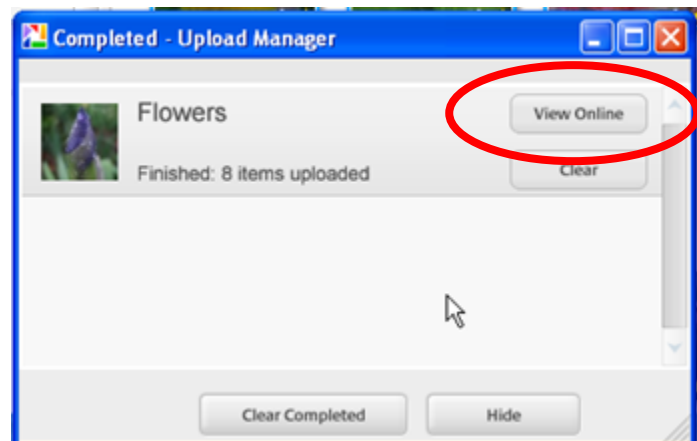 Completed - Upload Manager
Flowers
View Online
Finished: 8 items uploaded
Clear
Clear Completed
Hide